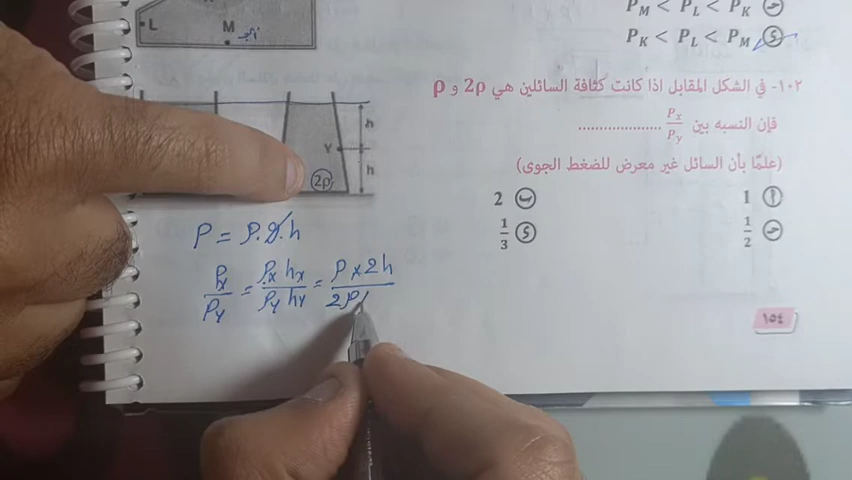 P_M < P_L < P_K (ج)
P_K < P_L < P_M (د)
L
M
١٠٢- في الشكل المقابل اذا كانت كثافة السائلين هي 2ρ و ρ
فإن النسبه بين P_x/P_y ....................
(علمًا بأن السائل غير معرض للضغط الجوى)
أ 1
ب 2
ج 1/2
د 1/3
h
Y
h
2ρ
P = ρ.g.h
P_x/P_y = ρ_x h_x/ρ_y h_y = ρ x 2h/2ρ
١٥٤